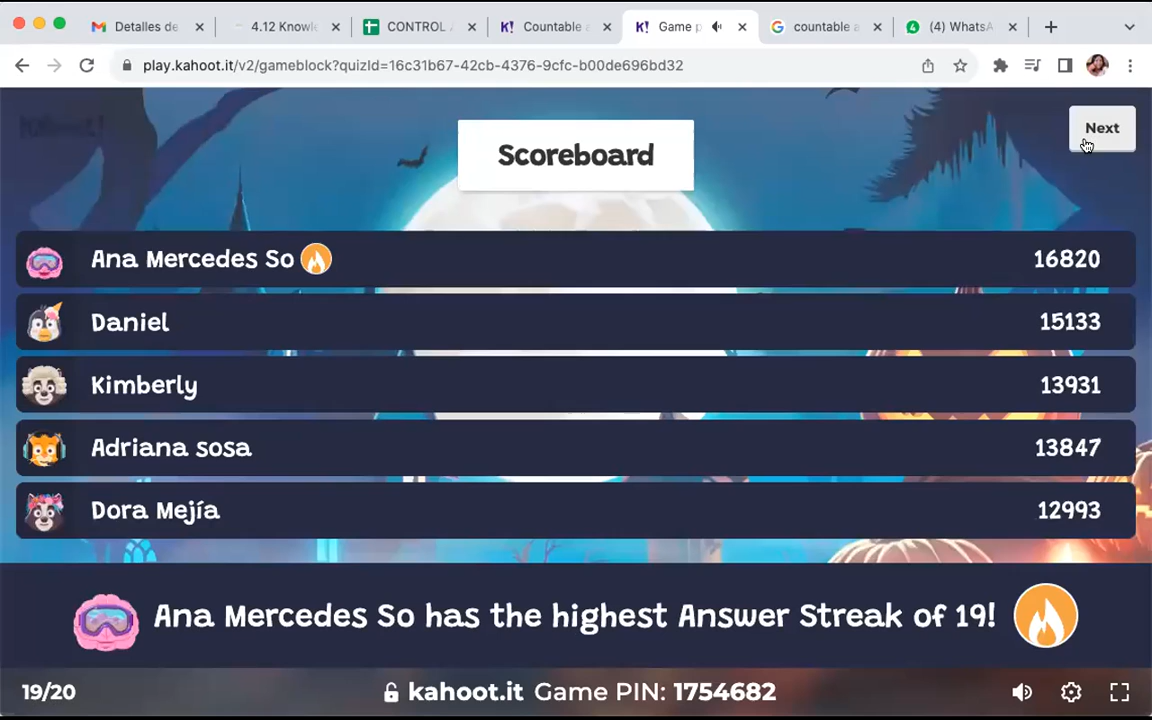 Detalles de
4.12 Knowl
CONTROL
Countable
Game p
countable a
(4) WhatsA
play.kahoot.it/v2/gameblock?quizId=16c31b67-42cb-4376-9cfc-b00de696bd32
Kahoot!
Next
Scoreboard
Ana Mercedes So 16820
Daniel 15133
Kimberly 13931
Adriana sosa 13847
Dora Mejía 12993
Ana Mercedes So has the highest Answer Streak of 19!
19/20
kahoot.it Game PIN: 1754682